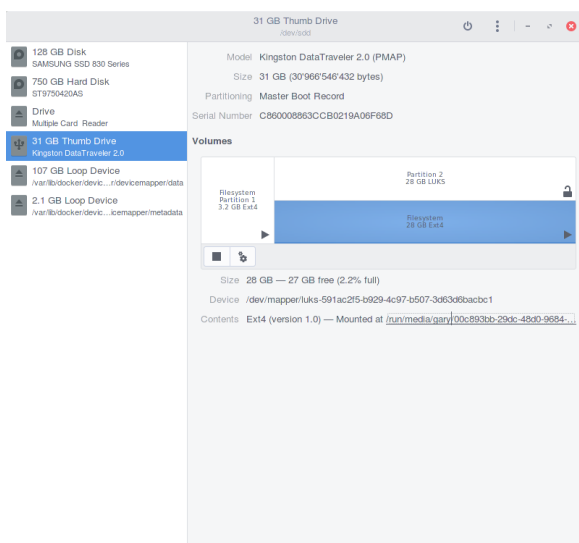 31 GB Thumb Drive
/dev/sdd
128 GB Disk
SAMSUNG SSD 830 Series
750 GB Hard Disk
ST9750420AS
Drive
Multiple Card Reader
31 GB Thumb Drive
Kingston DataTraveler 2.0
107 GB Loop Device
/var/lib/docker/devic…r/devicemapper/data
2.1 GB Loop Device
/var/lib/docker/devic…icemapper/metadata
Model Kingston DataTraveler 2.0 (PMAP)
Size 31 GB (30'966'546'432 bytes)
Partitioning Master Boot Record
Serial Number C860008863CCB0219A06F68D
Volumes
Filesystem
Partition 1
3.2 GB Ext4
Partition 2
28 GB LUKS
Filesystem
28 GB Ext4
Size 28 GB — 27 GB free (2.2% full)
Device /dev/mapper/luks-591ac2f5-b929-4c97-b507-3d63d6bacbc1
Contents Ext4 (version 1.0) — Mounted at /run/media/gary/00c893bb-29dc-48d0-9684-…